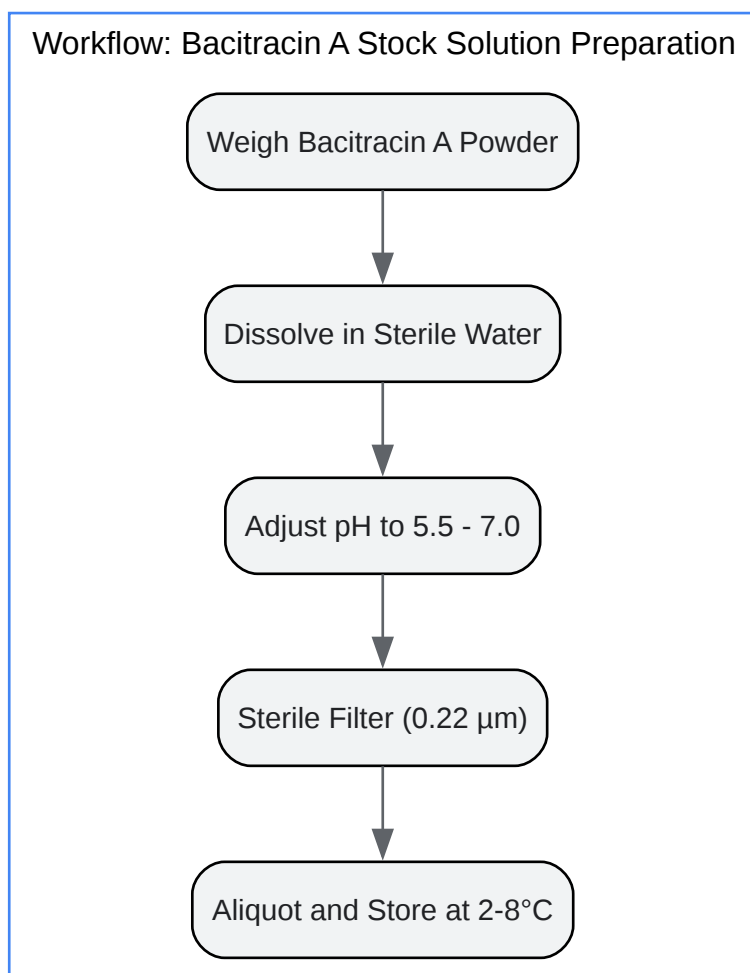 Workflow: Bacitracin A Stock Solution Preparation
Weigh Bacitracin A Powder
Dissolve in Sterile Water
Adjust pH to 5.5 - 7.0
Sterile Filter (0.22 µm)
Aliquot and Store at 2-8°C